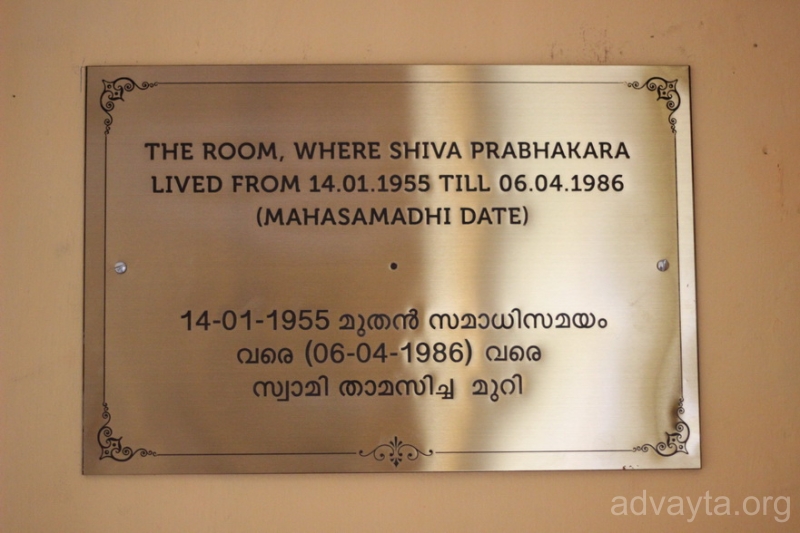 THE ROOM, WHERE SHIVA PRABHAKARA
LIVED FROM 14.01.1955 TILL 06.04.1986
(MAHASAMADHI DATE)
14-01-1955 മുതൻ സമാധിസമയം
വരെ (06-04-1986) വരെ
സ്വാമി താമസിച്ച മുറി
advayta.org